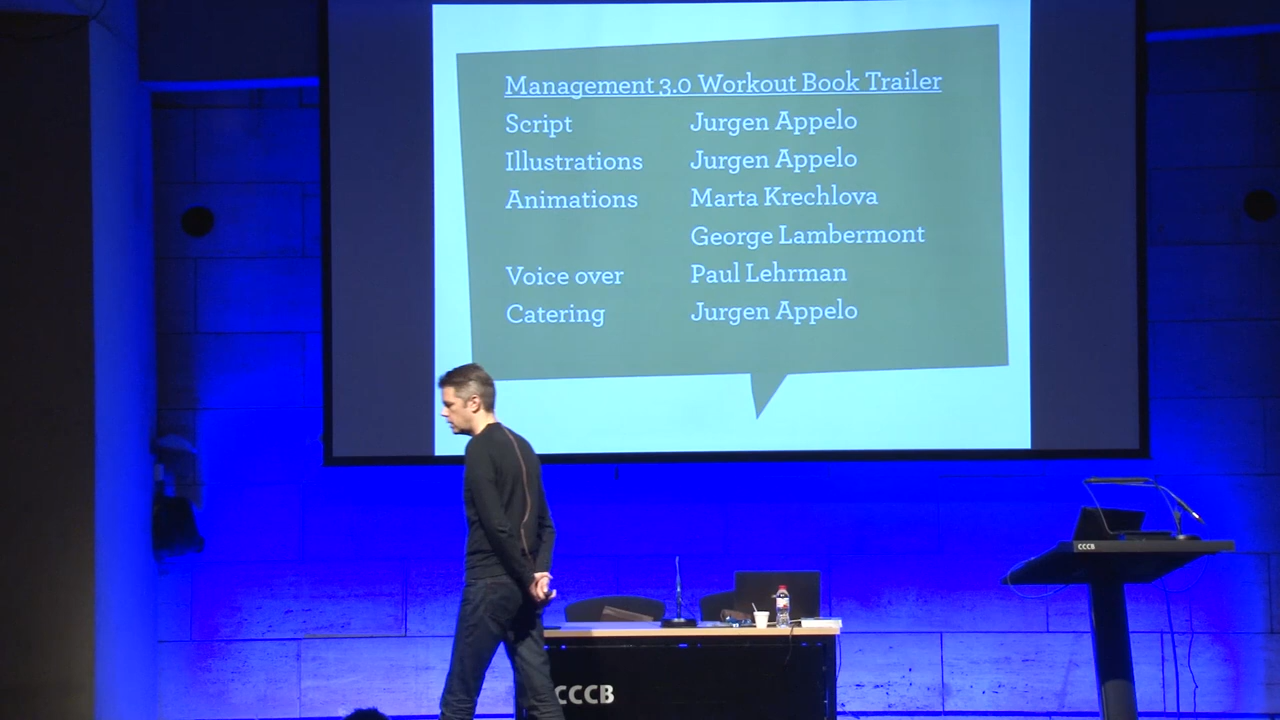 Management 3.0 Workout Book Trailer
Script Jurgen Appelo
Illustrations Jurgen Appelo
Animations Marta Krechlova
George Lambermont
Voice over Paul Lehrman
Catering Jurgen Appelo
CCCB
CCCB